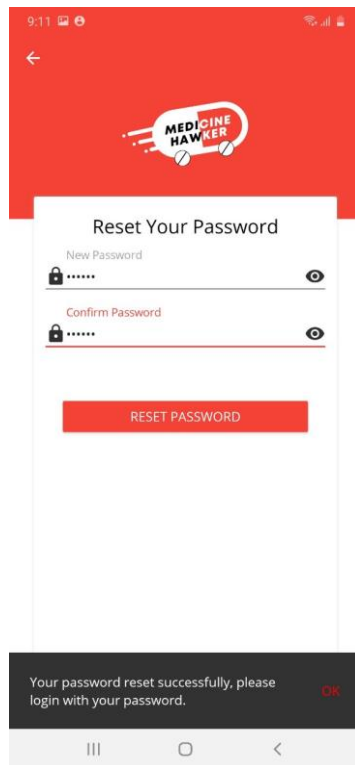 9:11
MEDICINE
HAWKER
Reset Your Password
New Password
••••••
Confirm Password
••••••
RESET PASSWORD
Your password reset successfully, please
login with your password.
OK